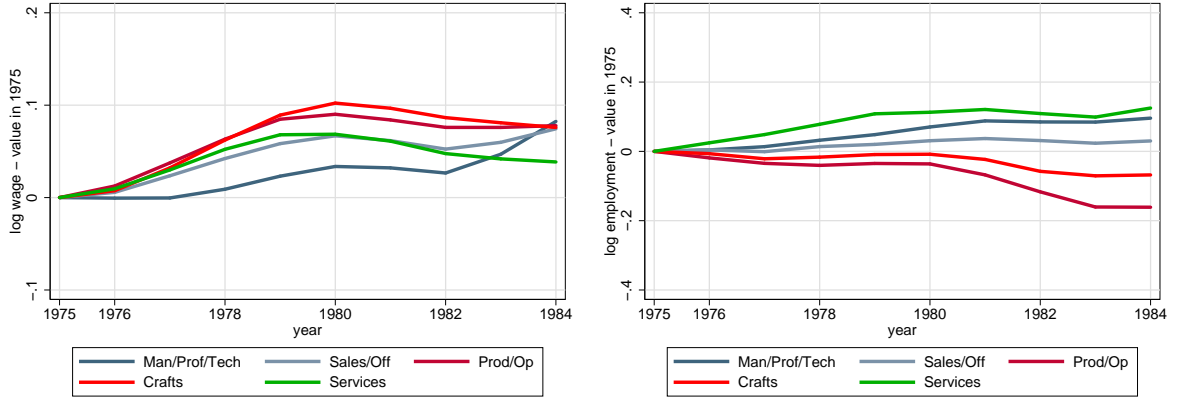 .2
.1
0
−.1
log wage − value in 1975
1975 1976 1978 1980 1982 1984
year
Man/Prof/Tech Sales/Off Prod/Op
Crafts Services
.4
.2
0
−.2
−.4
log employment − value in 1975
1975 1976 1978 1980 1982 1984
year
Man/Prof/Tech Sales/Off Prod/Op
Crafts Services